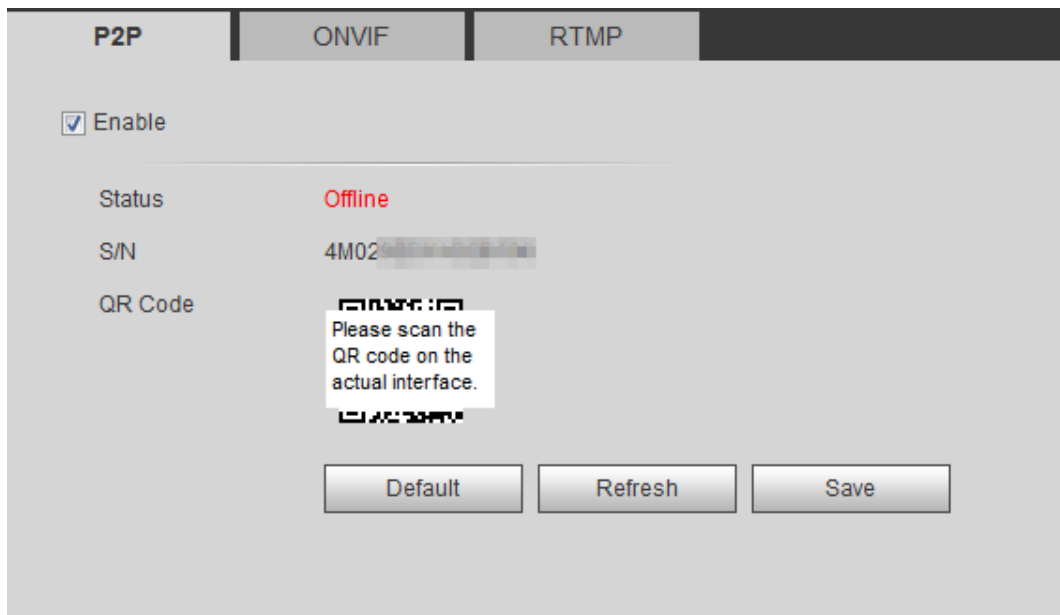 P2P ONVIF RTMP
Enable
Status Offline
S/N 4M02
QR Code
Please scan the
QR code on the
actual interface.
Default Refresh Save